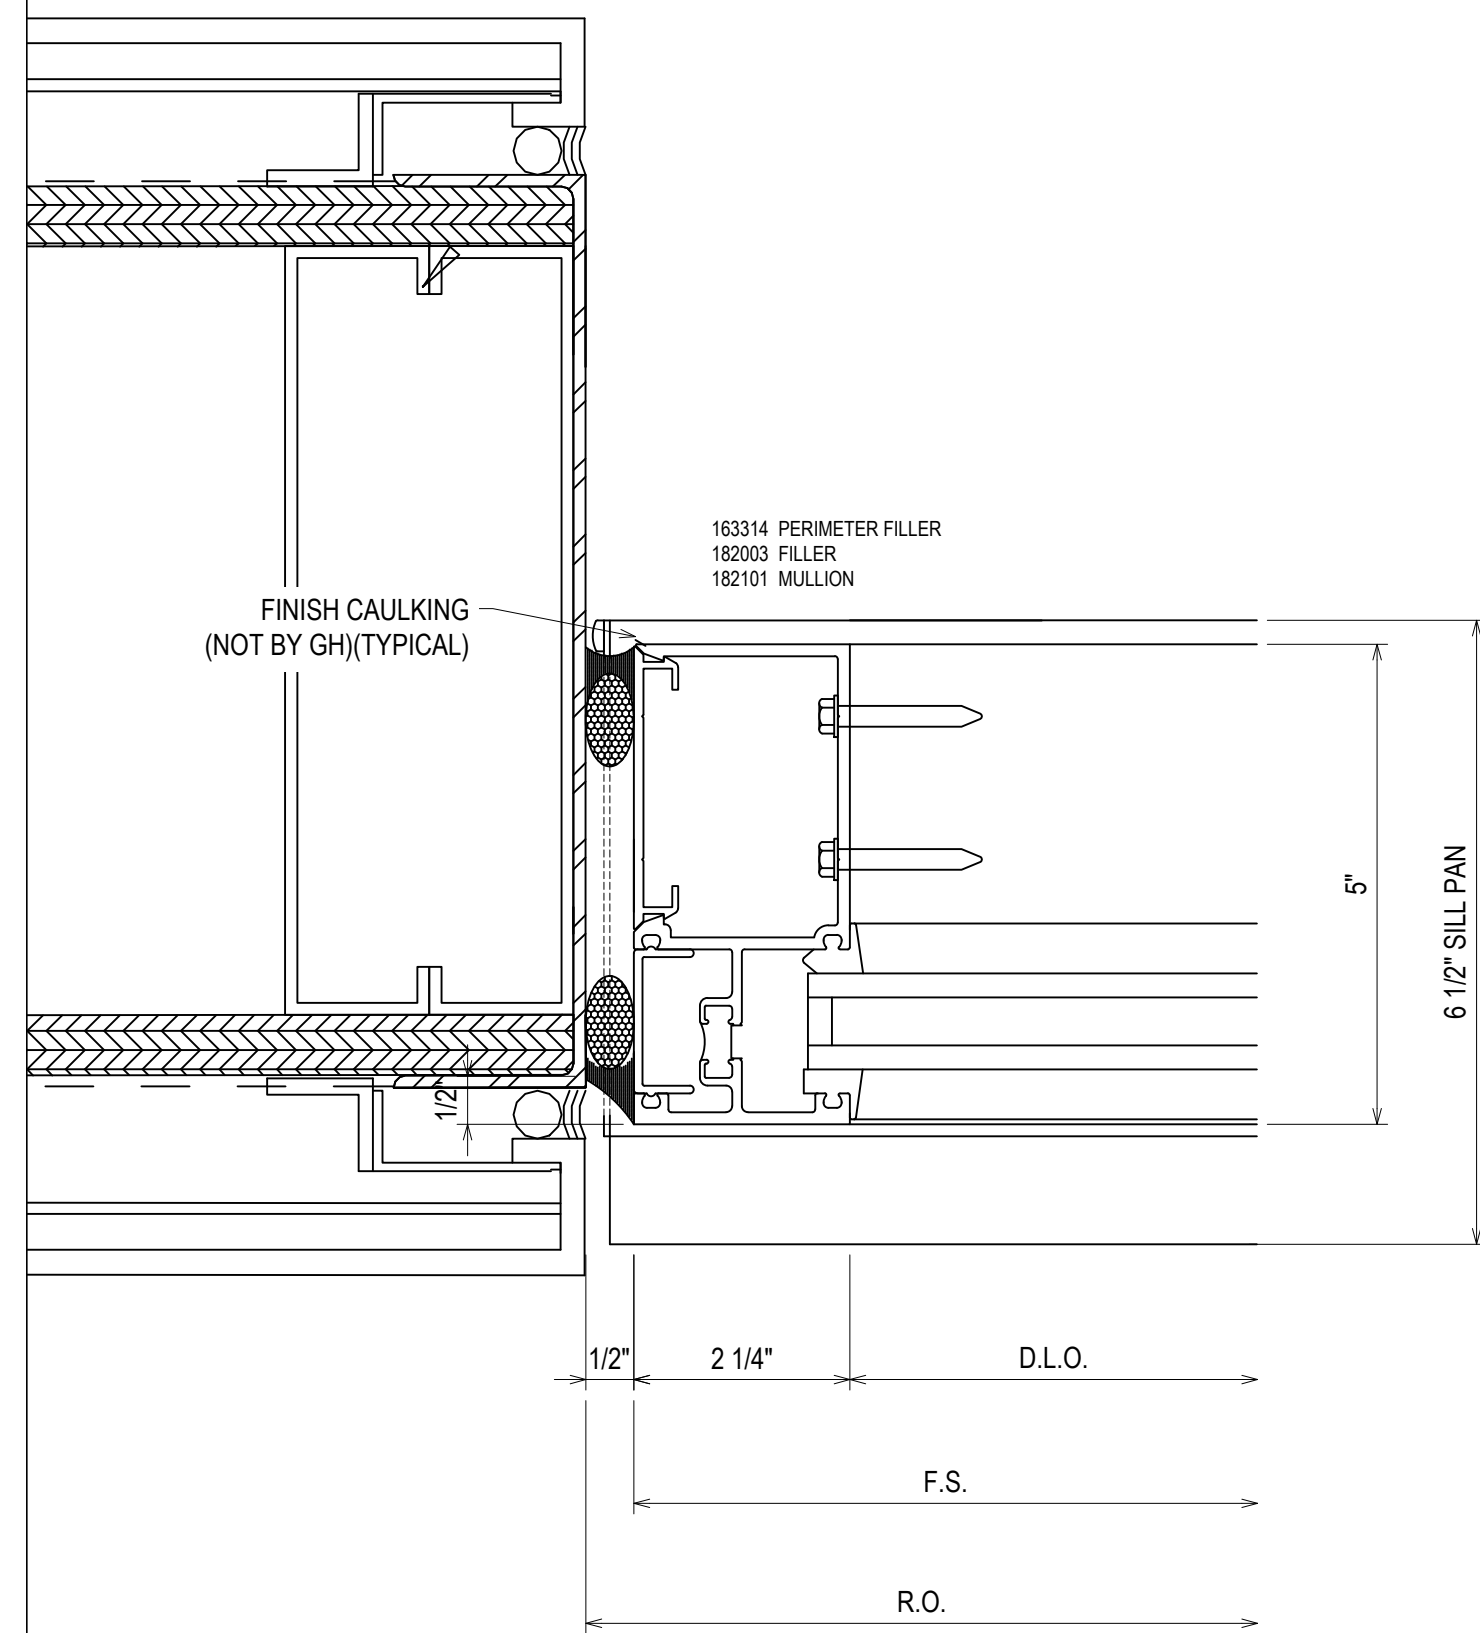 163314 PERIMETER FILLER
182003 FILLER
182101 MULLION
FINISH CAULKING
(NOT BY GH)(TYPICAL)
5"
6 1/2" SILL PAN
1/2"
1/2"
2 1/4"
D.L.O.
F.S.
R.O.